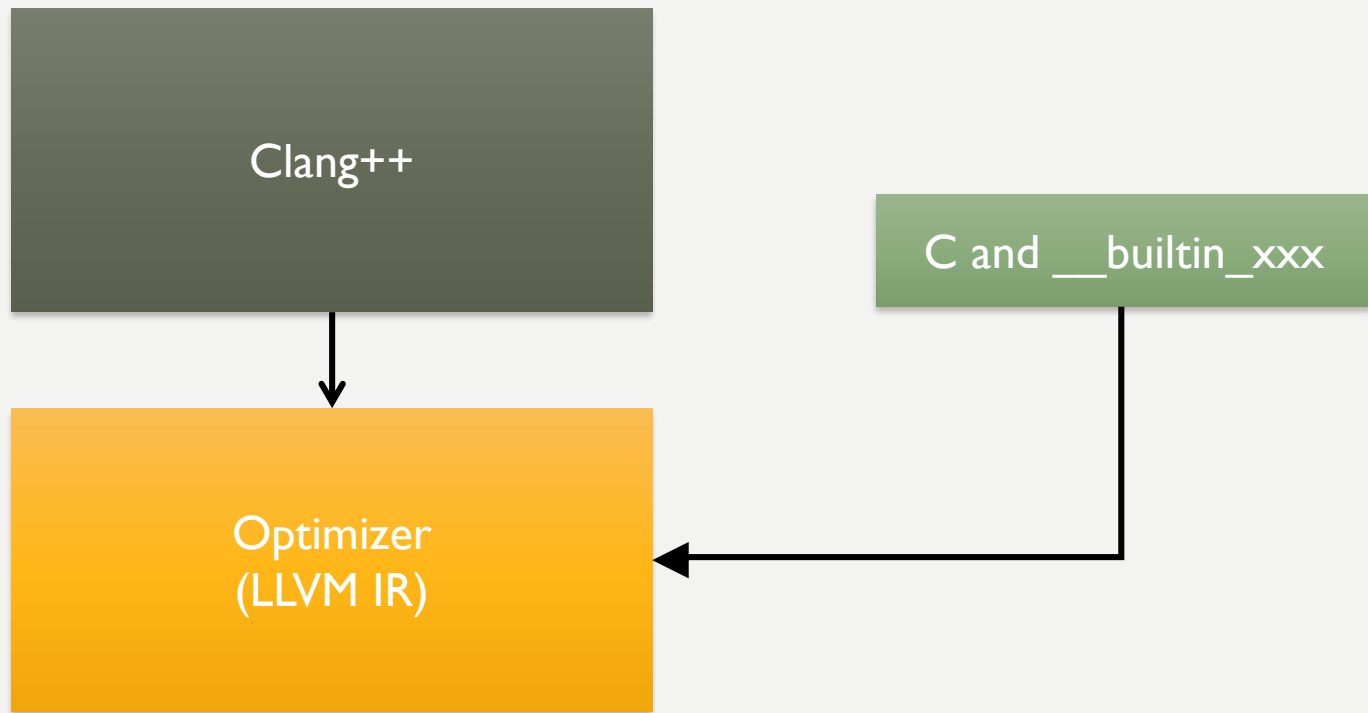 Clang++
C and __builtin_xxx
Optimizer
(LLVM IR)